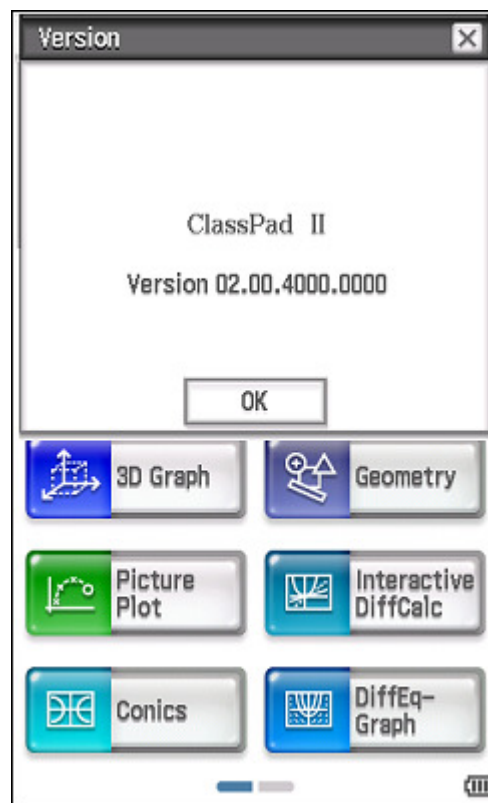 Version
ClassPad II
Version 02.00.4000.0000
OK
3D Graph
Geometry
Picture
Plot
Interactive
DiffCalc
Conics
DiffEq-
Graph